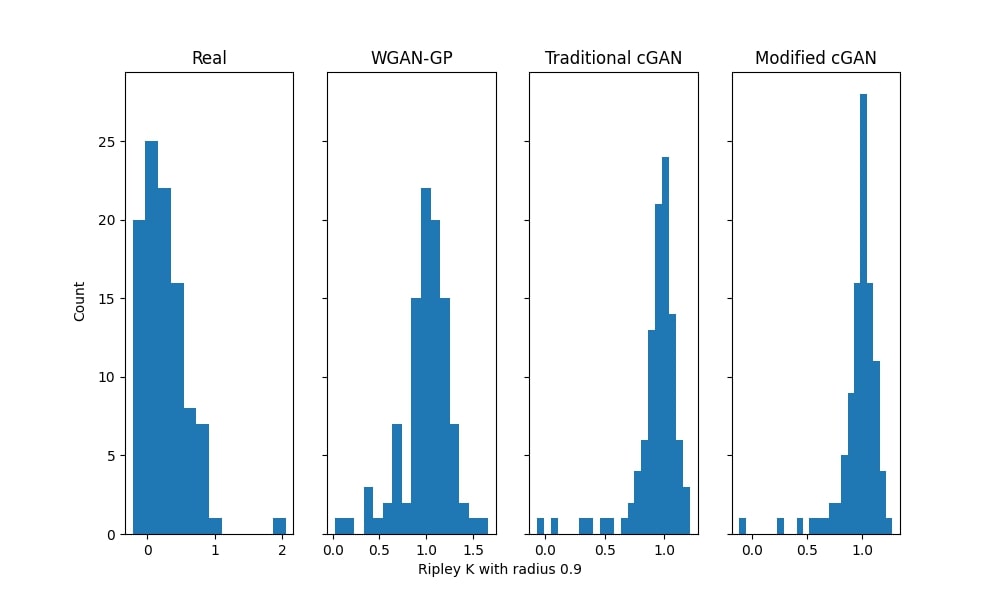 Real
WGAN-GP
Traditional cGAN
Modified cGAN
Count
25
20
15
10
5
0
0 1 2
0.0 0.5 1.0 1.5
0.0 0.5 1.0
0.0 0.5 1.0
Ripley K with radius 0.9